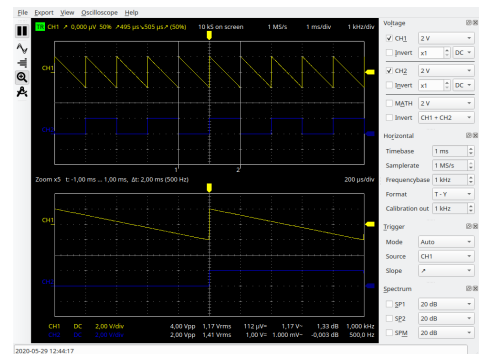 File Export View Oscilloscope Help
TR CH1 ↗ 0,000 µV 50% ↗495 µs↘505 µs↗ (50%) 10 kS on screen 1 MS/s 1 ms/div 1 kHz/div
CH1
CH2
1 2
Zoom x5 t: -1,00 ms ... 1,00 ms, Δt: 2,00 ms (500 Hz) 200 µs/div
CH1
CH2
CH1 DC 2,00 V/div 4,00 Vpp 1,17 Vrms 112 µV= 1,17 V~ 1,33 dB 1,000 kHz
CH2 DC 2,00 V/div 2,00 Vpp 1,41 Vrms 1,00 V= 1.000 mV~ -0,003 dB 500,0 Hz
2020-05-29 12:44:17
Voltage
CH1 2 V
Invert x1 DC
CH2 2 V
Invert x1 DC
MATH 2 V
Invert CH1 + CH2
Horizontal
Timebase 1 ms
Samplerate 1 MS/s
Frequencybase 1 kHz
Format T - Y
Calibration out 1 kHz
Trigger
Mode Auto
Source CH1
Slope ↗
Spectrum
SP1 20 dB
SP2 20 dB
SPM 20 dB